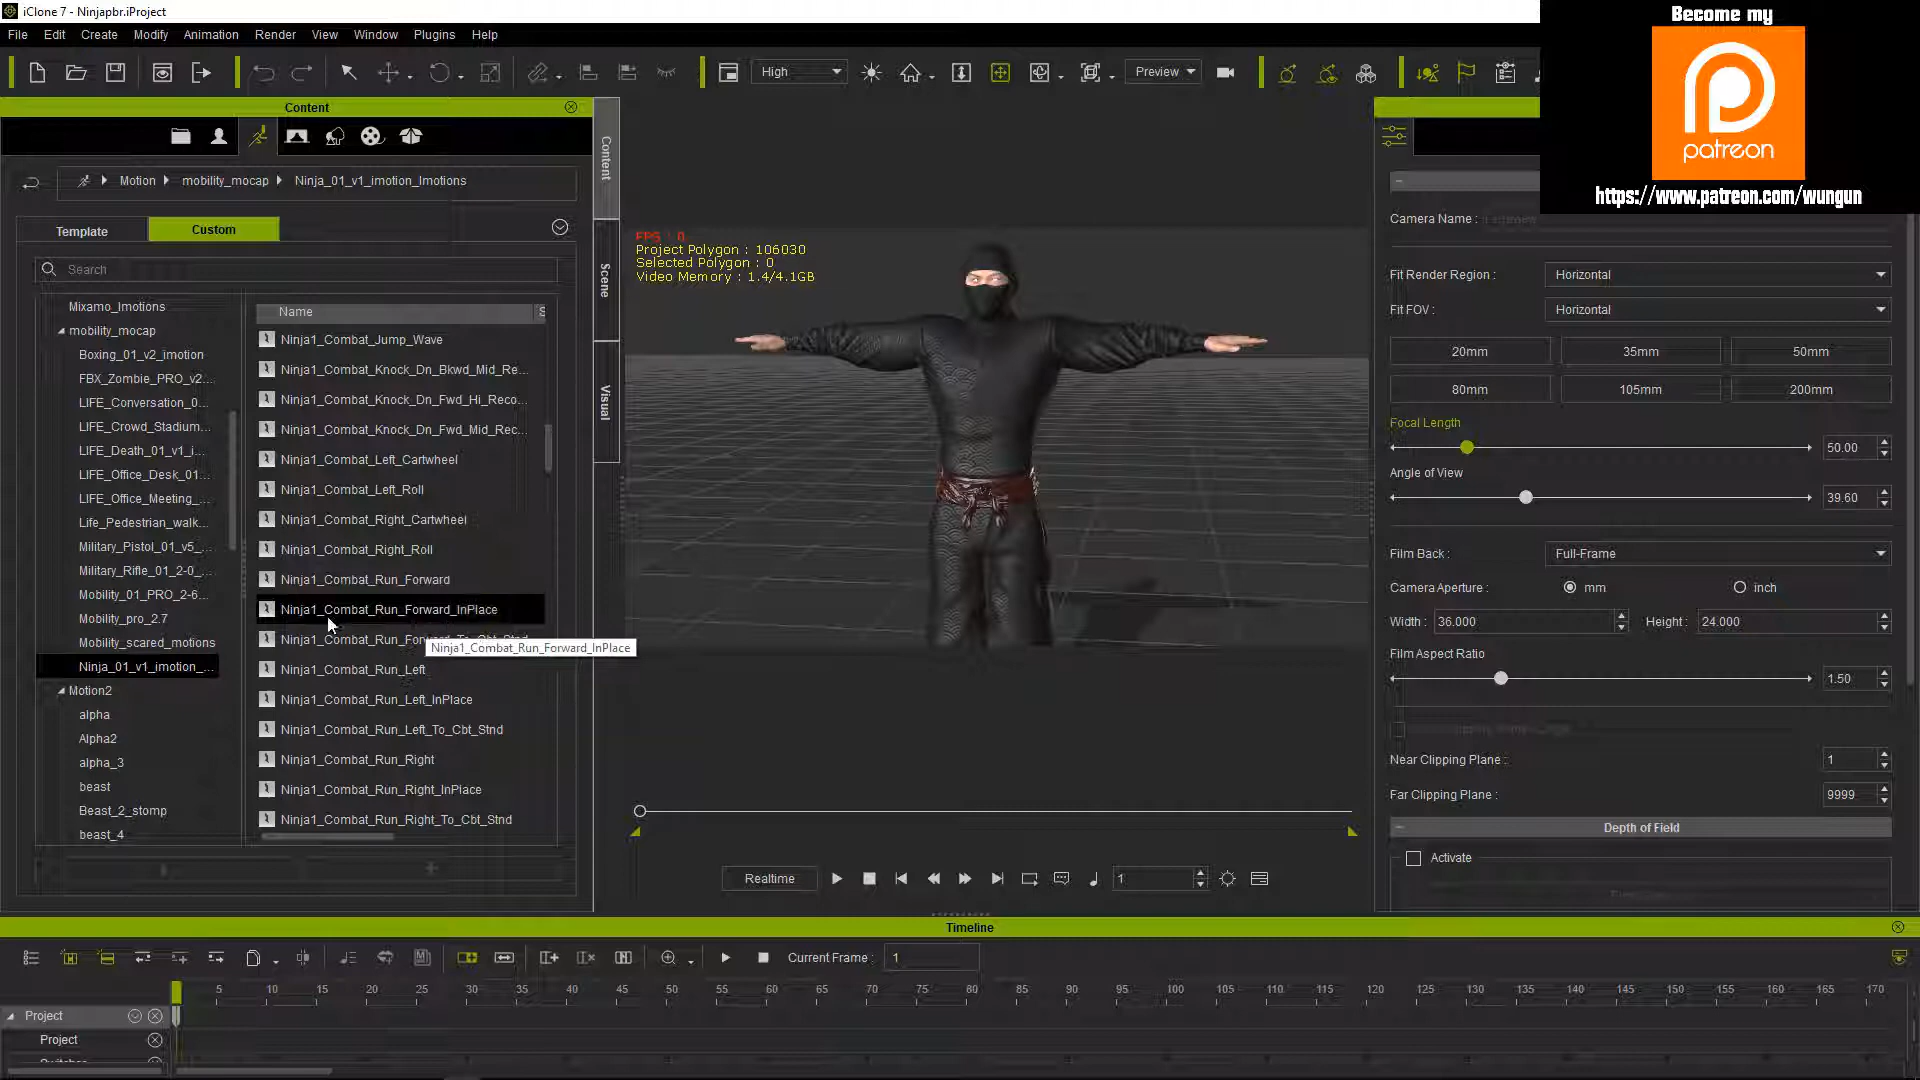 iClone 7 - Ninjapbr.iProject
Become my
patreon
https://www.patreon.com/wungun
File Edit Create Modify Animation Render View Window Plugins Help
High
Preview
Content
Motion mobility_mocap Ninja_01_v1_imotion_Imotions
Template Custom
Search
Mixamo_Imotions
mobility_mocap
Boxing_01_v2_imotion
FBX_Zombie_PRO_v2...
LIFE_Conversation_0...
LIFE_Crowd_Stadium...
LIFE_Death_01_v1_i...
LIFE_Office_Desk_01...
LIFE_Office_Meeting_...
Life_Pedestrian_walk...
Military_Pistol_01_v5_...
Military_Rifle_01_2-0_...
Mobility_01_PRO_2-6...
Mobility_pro_2.7
Mobility_scared_motions
Ninja_01_v1_imotion_...
Motion2
alpha
Alpha2
alpha_3
beast
Beast_2_stomp
beast_4
Name S
Ninja1_Combat_Jump_Wave
Ninja1_Combat_Knock_Dn_Bkwd_Mid_Re...
Ninja1_Combat_Knock_Dn_Fwd_Hi_Reco...
Ninja1_Combat_Knock_Dn_Fwd_Mid_Rec...
Ninja1_Combat_Left_Cartwheel
Ninja1_Combat_Left_Roll
Ninja1_Combat_Right_Cartwheel
Ninja1_Combat_Right_Roll
Ninja1_Combat_Run_Forward
Ninja1_Combat_Run_Forward_InPlace
Ninja1_Combat_Run_Forward_To_Cbt_Stnd
Ninja1_Combat_Run_Forward_InPlace
Ninja1_Combat_Run_Left
Ninja1_Combat_Run_Left_InPlace
Ninja1_Combat_Run_Left_To_Cbt_Stnd
Ninja1_Combat_Run_Right
Ninja1_Combat_Run_Right_InPlace
Ninja1_Combat_Run_Right_To_Cbt_Stnd
Content
Scene
Visual
FPS : 0
Project Polygon : 106030
Selected Polygon : 0
Video Memory : 1.4/4.1GB
Realtime 1
Camera Name :
Fit Render Region : Horizontal
Fit FOV : Horizontal
20mm 35mm 50mm
80mm 105mm 200mm
Focal Length
50.00
Angle of View
39.60
Film Back : Full-Frame
Camera Aperture : mm inch
Width : 36.000 Height : 24.000
Film Aspect Ratio
1.50
Near Clipping Plane : 1
Far Clipping Plane : 9999
Depth of Field
Activate
Timeline
Current Frame : 1
5 10 15 20 25 30 35 40 45 50 55 60 65 70 75 80 85 90 95 100 105 110 115 120 125 130 135 140 145 150 155 160 165 170
Project
Project